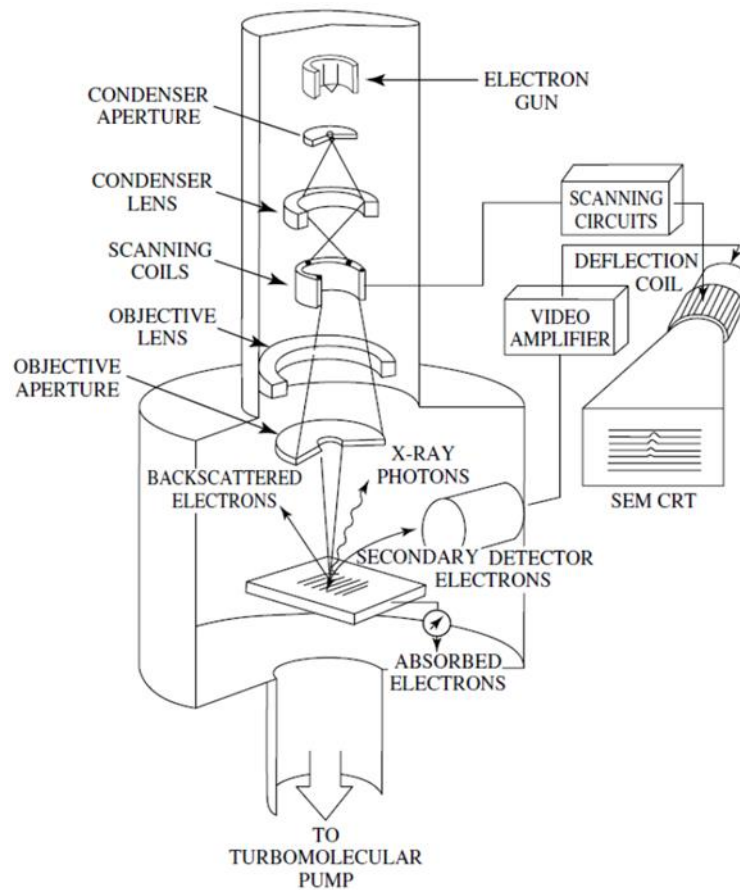 ELECTRON
GUN
CONDENSER
APERTURE
CONDENSER
LENS
SCANNING
CIRCUITS
SCANNING
COILS
DEFLECTION
COIL
VIDEO
AMPLIFIER
OBJECTIVE
LENS
OBJECTIVE
APERTURE
X-RAY
PHOTONS
BACKSCATTERED
ELECTRONS
SEM CRT
SECONDARY DETECTOR
ELECTRONS
ABSORBED
ELECTRONS
TO
TURBOMOLECULAR
PUMP